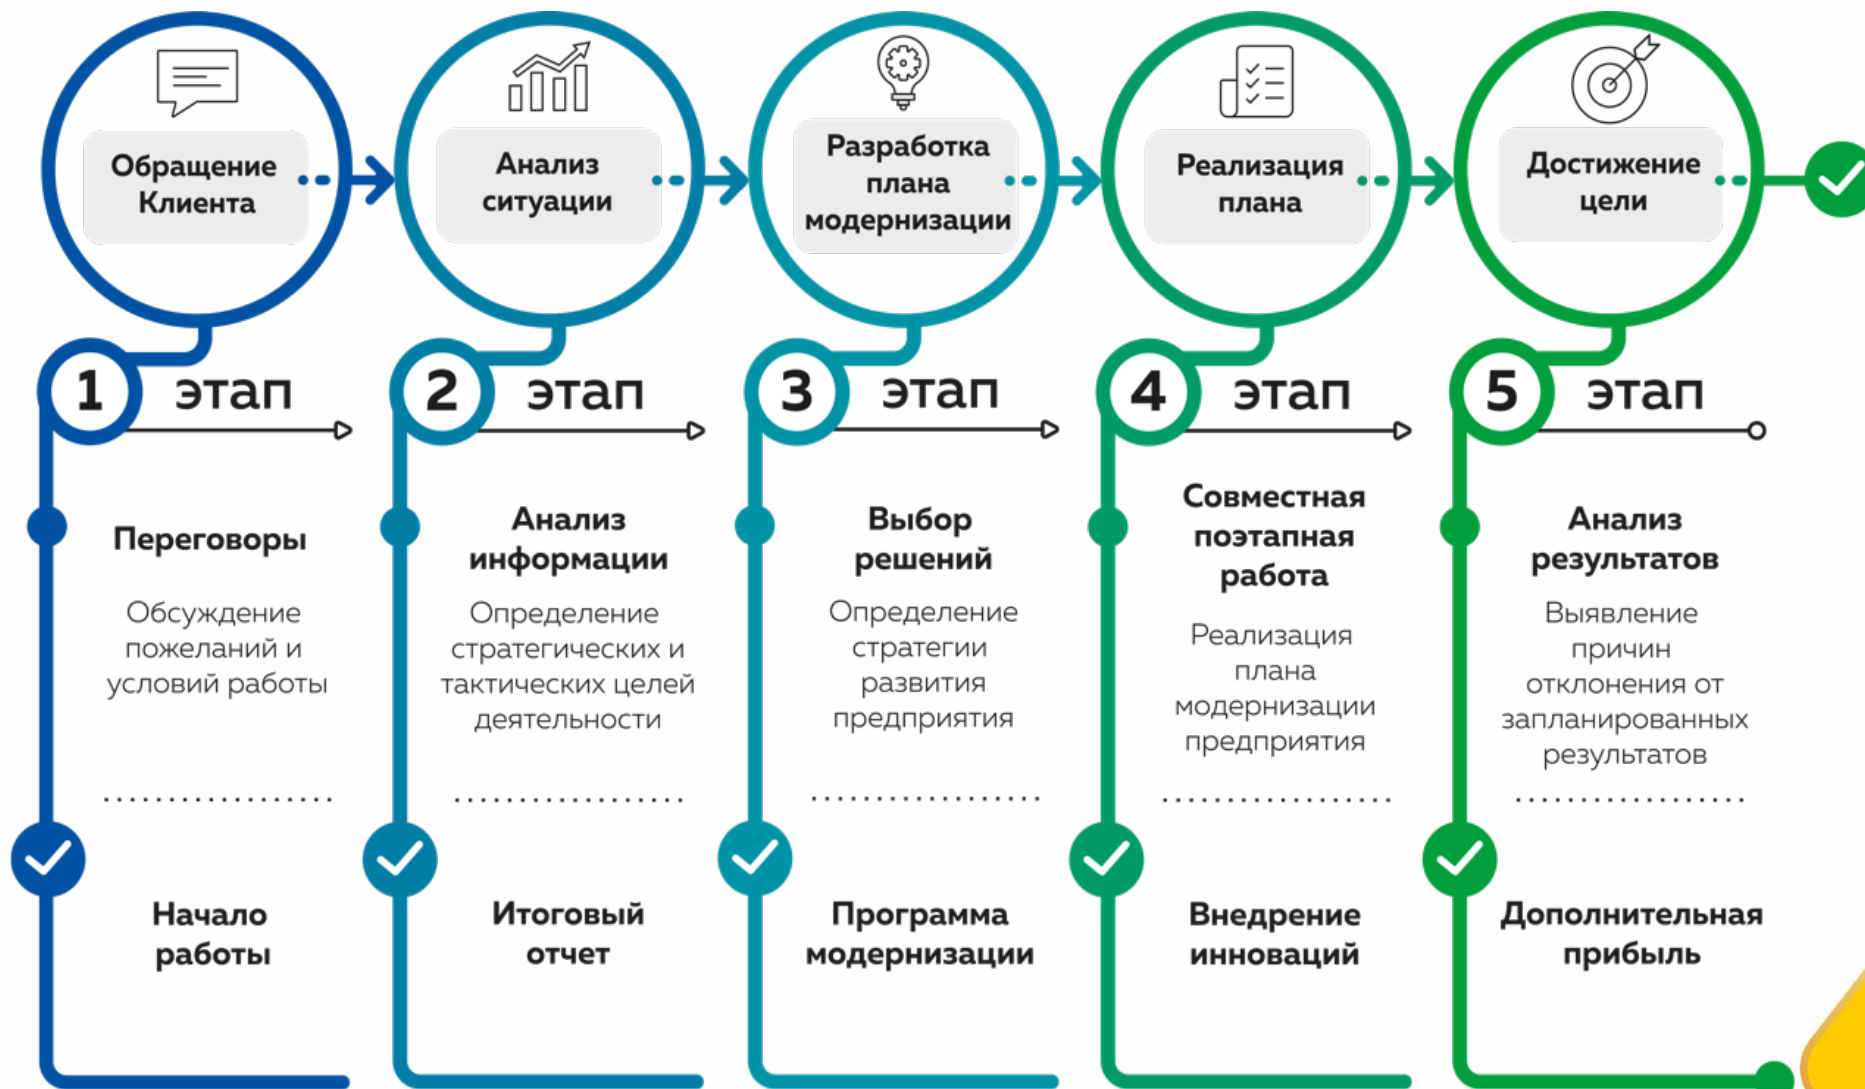 Обращение
Клиента
Анализ
ситуации
Разработка
плана
модернизации
Реализация
плана
Достижение
цели
1 этап
2 этап
3 этап
4 этап
5 этап
Переговоры
Обсуждение
пожеланий и
условий работы
Начало
работы
Анализ
информации
Определение
стратегических и
тактических целей
деятельности
Итоговый
отчет
Выбор
решений
Определение
стратегии
развития
предприятия
Программа
модернизации
Совместная
поэтапная
работа
Реализация
плана
модернизации
предприятия
Внедрение
инноваций
Анализ
результатов
Выявление
причин
отклонения от
запланированных
результатов
Дополнительная
прибыль